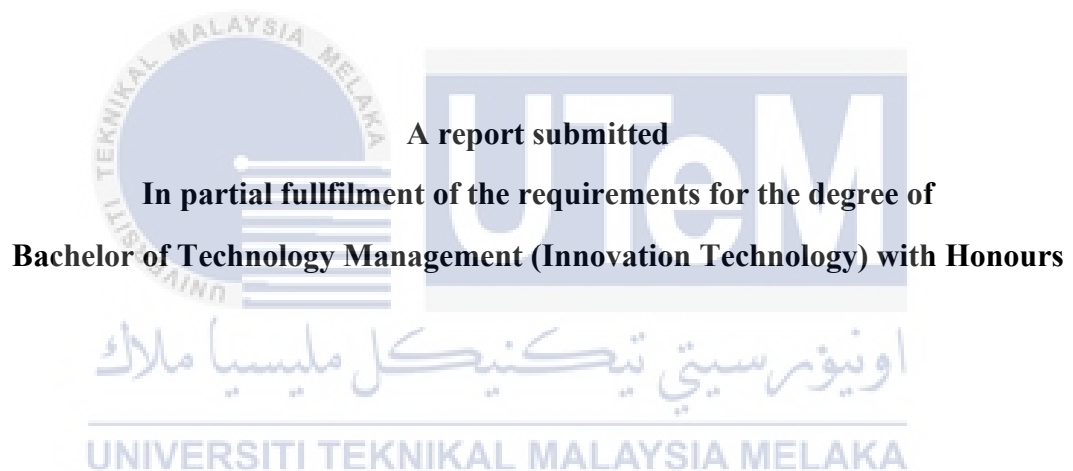 UNIVERSITI TEKNIKAL MALAYSIA MELAKA
UTeM
A report submitted
In partial fullfilment of the requirements for the degree of
Bachelor of Technology Management (Innovation Technology) with Honours
اونيۏرسيتي تيكنيكل مليسيا ملاك
UNIVERSITI TEKNIKAL MALAYSIA MELAKA